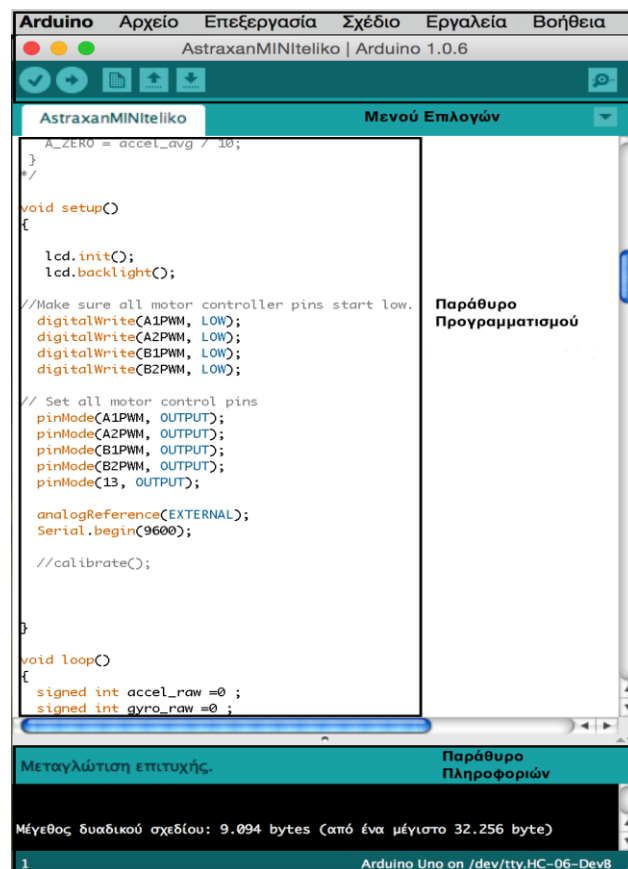 Arduino Αρχείο Επεξεργασία Σχέδιο Εργαλεία Βοήθεια
AstraxanMINIteliko | Arduino 1.0.6
AstraxanMINIteliko Μενού Επιλογών
A_ZERO = accel_avg / 10;
}
*/
void setup()
{
lcd.init();
lcd.backlight();
//Make sure all motor controller pins start low.
digitalWrite(A1PWM, LOW);
digitalWrite(A2PWM, LOW);
digitalWrite(B1PWM, LOW);
digitalWrite(B2PWM, LOW);
Παράθυρο
Προγραμματισμού
// Set all motor control pins
pinMode(A1PWM, OUTPUT);
pinMode(A2PWM, OUTPUT);
pinMode(B1PWM, OUTPUT);
pinMode(B2PWM, OUTPUT);
pinMode(13, OUTPUT);
analogReference(EXTERNAL);
Serial.begin(9600);
//calibrate();
}
void loop()
{
signed int accel_raw =0 ;
signed int gyro_raw =0 ;
Μεταγλώτιση επιτυχής.
Παράθυρο
Πληροφοριών
Μέγεθος δυαδικού σχεδίου: 9.094 bytes (από ένα μέγιστο 32.256 byte)
1 Arduino Uno on /dev/tty.HC-06-DevB